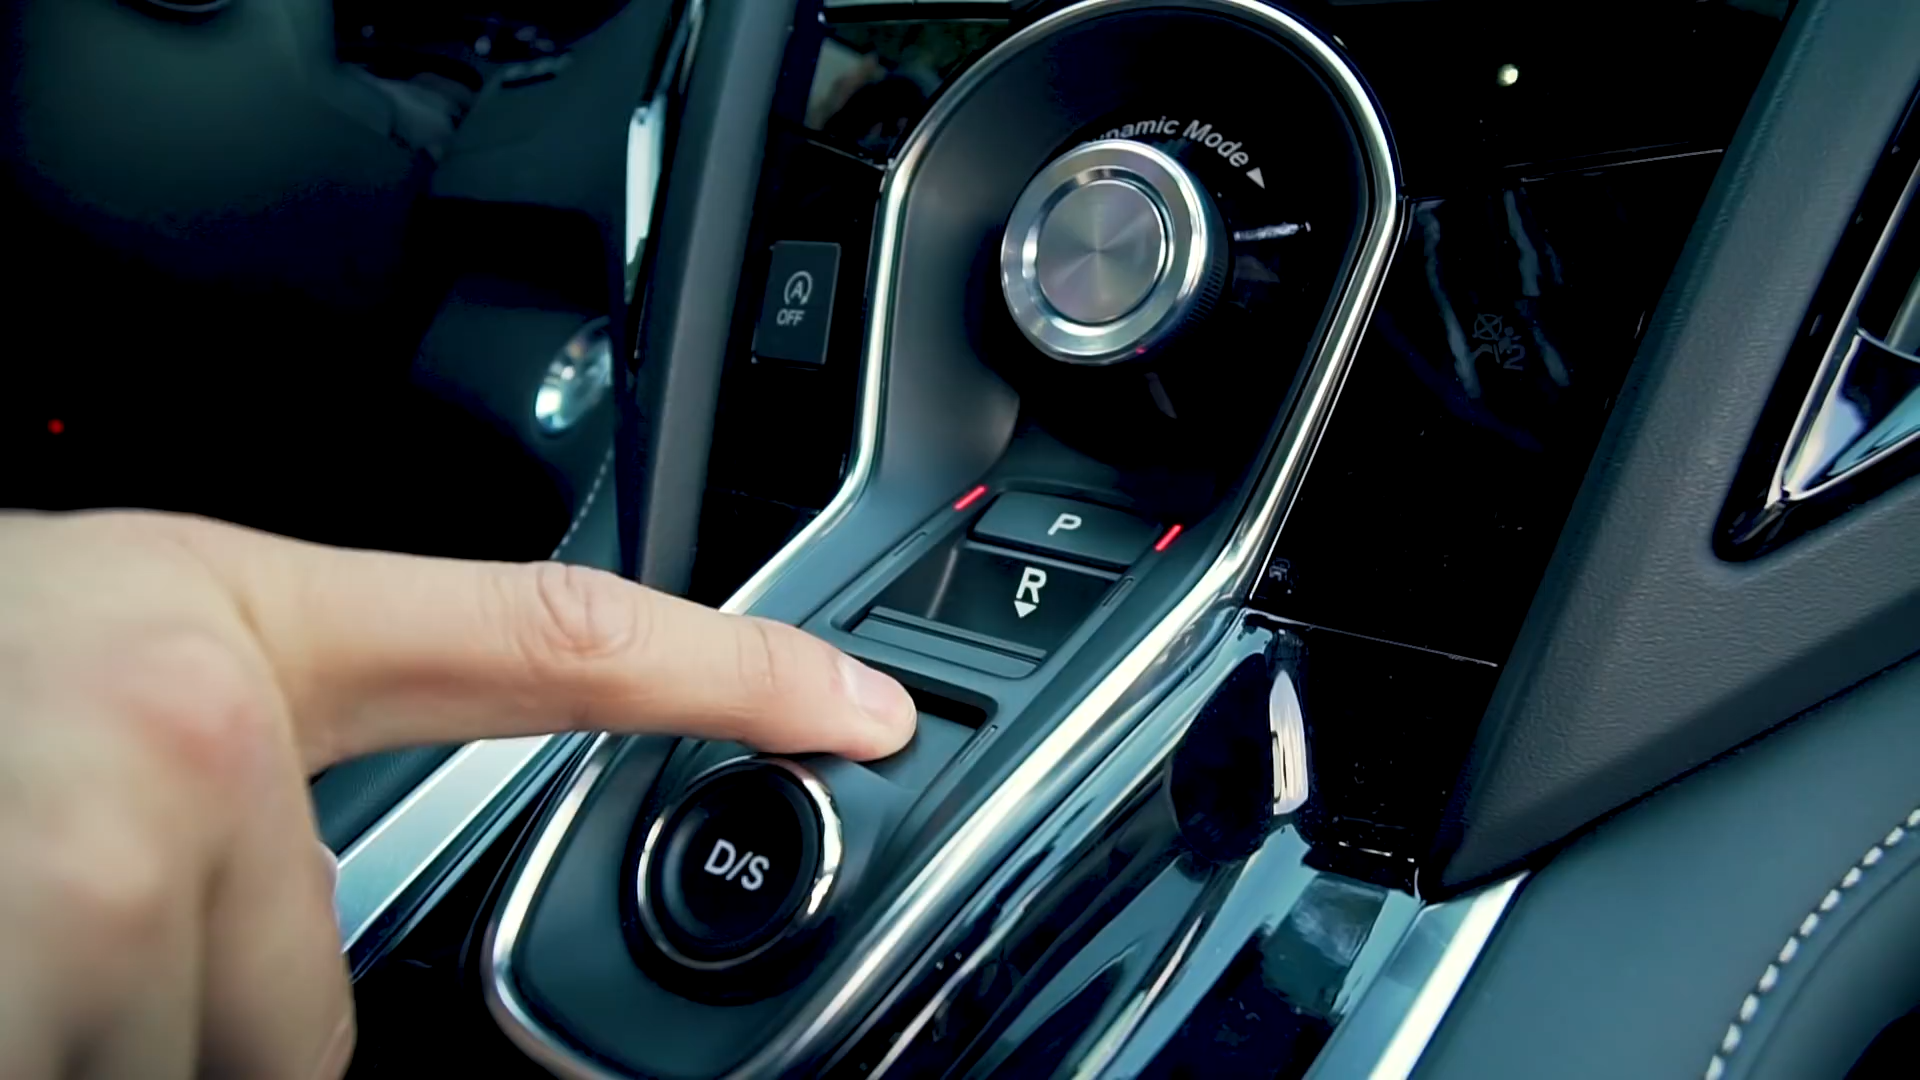 namic Mode
A
OFF
P
R
D/S